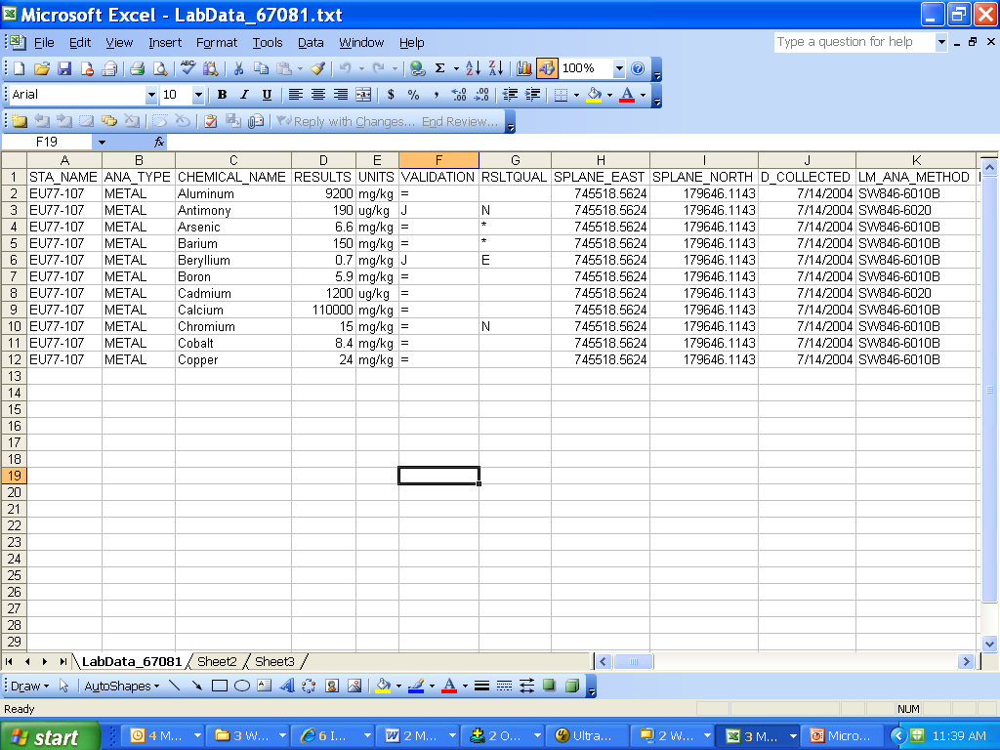 Microsoft Excel - LabData_67081.txt
File Edit View Insert Format Tools Data Window Help
Type a question for help
100%
Arial 10 B I U $ % ,
Reply with Changes... End Review...
F19 fx
A B C D E F G H I J K
1 STA_NAME ANA_TYPE CHEMICAL_NAME RESULTS UNITS VALIDATION RSLTQUAL SPLANE_EAST SPLANE_NORTH D_COLLECTED LM_ANA_METHOD
2 EU77-107 METAL Aluminum 9200 mg/kg = 745518.5624 179646.1143 7/14/2004 SW846-6010B
3 EU77-107 METAL Antimony 190 ug/kg J N 745518.5624 179646.1143 7/14/2004 SW846-6020
4 EU77-107 METAL Arsenic 6.6 mg/kg = * 745518.5624 179646.1143 7/14/2004 SW846-6010B
5 EU77-107 METAL Barium 150 mg/kg = * 745518.5624 179646.1143 7/14/2004 SW846-6010B
6 EU77-107 METAL Beryllium 0.7 mg/kg J E 745518.5624 179646.1143 7/14/2004 SW846-6010B
7 EU77-107 METAL Boron 5.9 mg/kg = 745518.5624 179646.1143 7/14/2004 SW846-6010B
8 EU77-107 METAL Cadmium 1200 ug/kg = 745518.5624 179646.1143 7/14/2004 SW846-6020
9 EU77-107 METAL Calcium 110000 mg/kg = 745518.5624 179646.1143 7/14/2004 SW846-6010B
10 EU77-107 METAL Chromium 15 mg/kg = N 745518.5624 179646.1143 7/14/2004 SW846-6010B
11 EU77-107 METAL Cobalt 8.4 mg/kg = 745518.5624 179646.1143 7/14/2004 SW846-6010B
12 EU77-107 METAL Copper 24 mg/kg = 745518.5624 179646.1143 7/14/2004 SW846-6010B
13
14
15
16
17
18
19
20
21
22
23
24
25
26
27
28
29
LabData_67081 Sheet2 Sheet3
Draw AutoShapes A
Ready NUM
start 4 M... 3 W... 6 I... 2 M... 2 O... Ultra... 2 W... 3 M... Micro... 11:39 AM